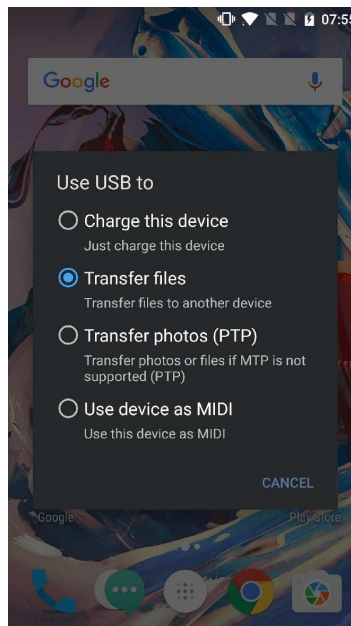 07:55
Google
Use USB to
Charge this device
Just charge this device
Transfer files
Transfer files to another device
Transfer photos (PTP)
Transfer photos or files if MTP is not
supported (PTP)
Use device as MIDI
Use this device as MIDI
CANCEL
Google Play Store